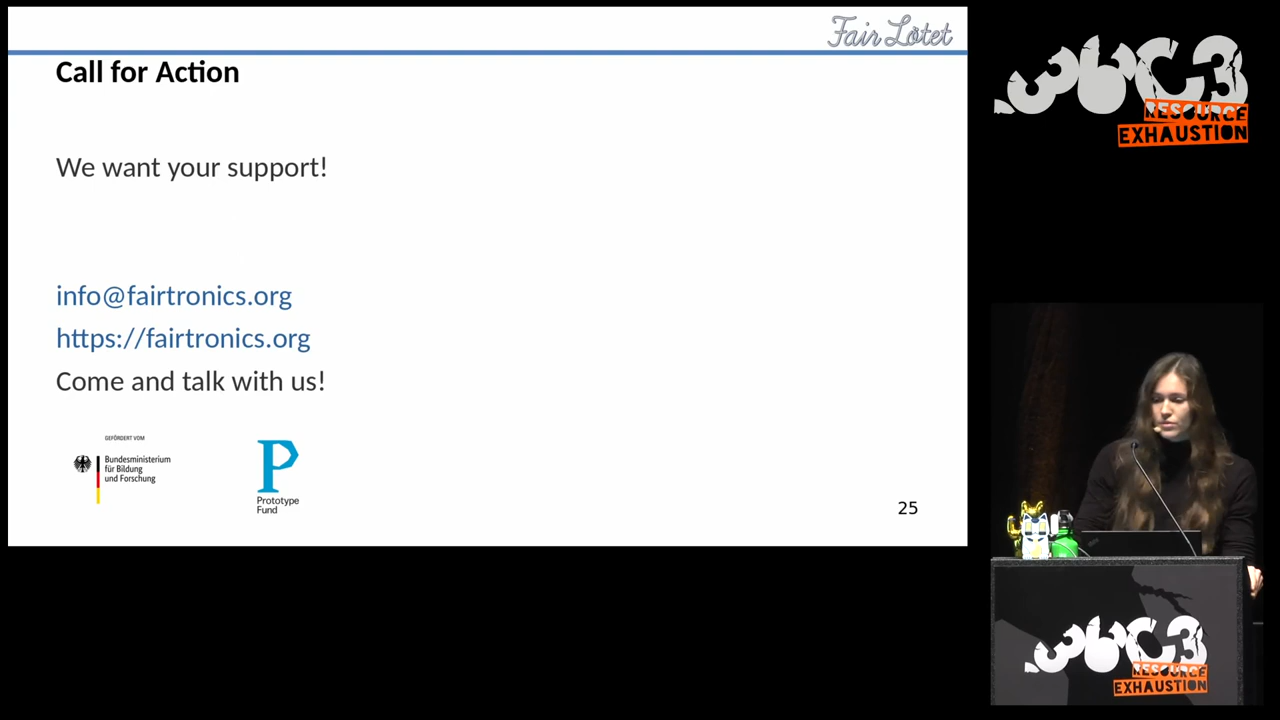 Fair Lötet
Call for Action
We want your support!
info@fairtronics.org
https://fairtronics.org
Come and talk with us!
GEFÖRDERT VOM
Bundesministerium
für Bildung
und Forschung
Prototype
Fund
25
36C3
RESOURCE
EXHAUSTION
36C3
RESOURCE
EXHAUSTION